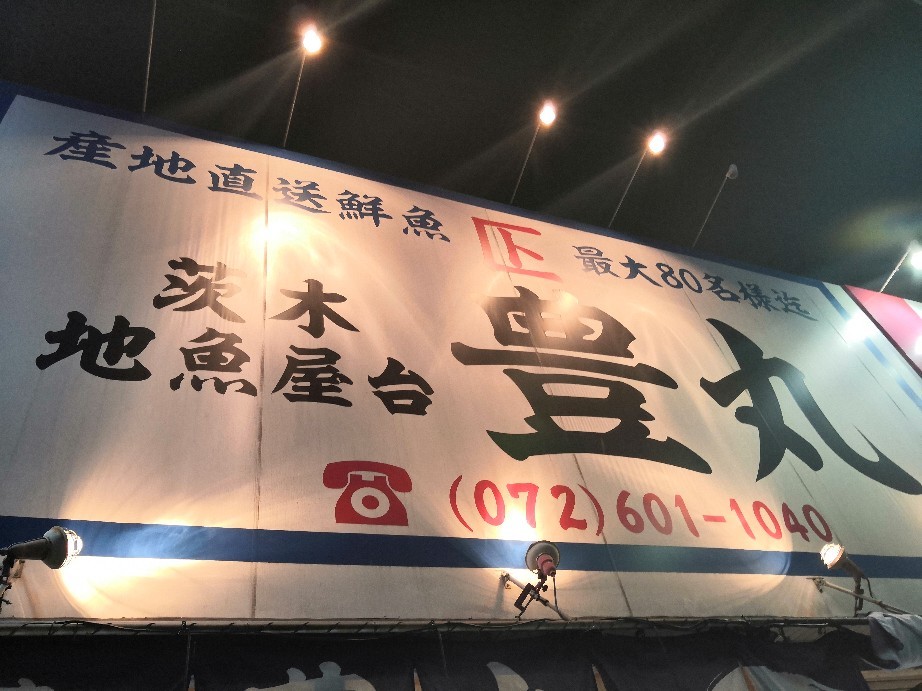 産地直送鮮魚
最大80名様迄
茨木
地魚屋台
豊丸
(072)601-1040